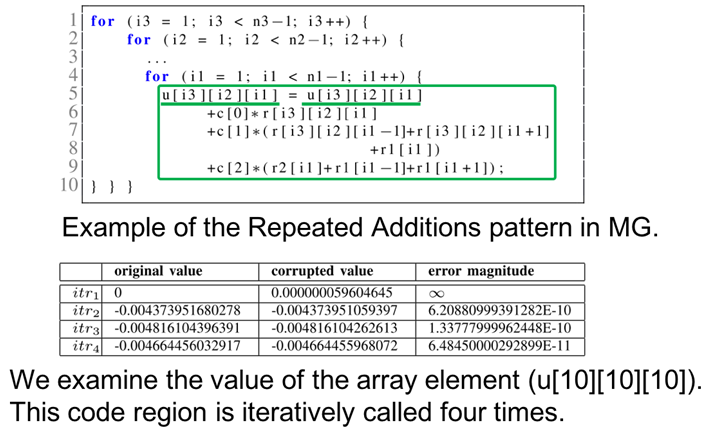 1 for (i3 = 1; i3 < n3-1; i3++) {
2 for (i2 = 1; i2 < n2-1; i2++) {
3 ...
4 for (i1 = 1; i1 < n1-1; i1++) {
5 u[i3][i2][i1] = u[i3][i2][i1]
6 +c[0]*r[i3][i2][i1]
7 +c[1]*(r[i3][i2][i1-1]+r[i3][i2][i1+1]
8 +r1[i1])
9 +c[2]*(r2[i1]+r1[i1-1]+r1[i1+1]);
10 } } }
Example of the Repeated Additions pattern in MG.
original value corrupted value error magnitude
itr1 0 0.000000059604645 ∞
itr2 -0.004373951680278 -0.004373951059397 6.20880999391282E-10
itr3 -0.004816104396391 -0.004816104262613 1.33777999962448E-10
itr4 -0.004664456032917 -0.004664455968072 6.48450000292899E-11
We examine the value of the array element (u[10][10][10]).
This code region is iteratively called four times.